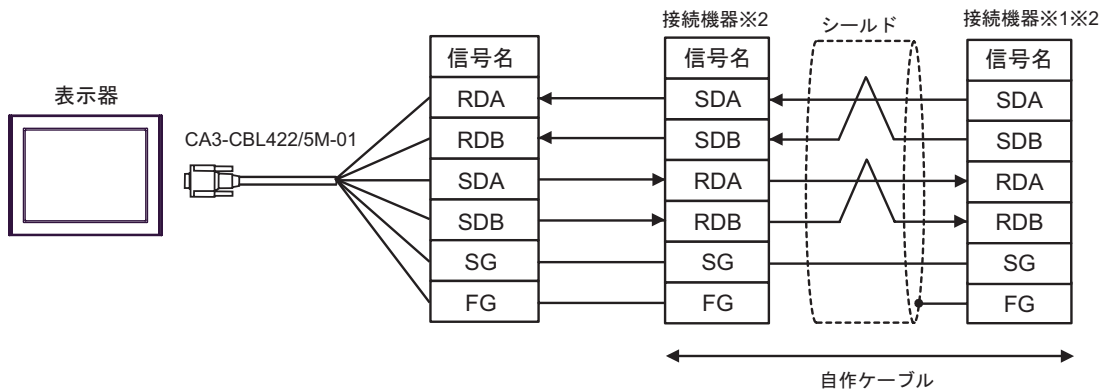 表示器
CA3-CBL422/5M-01
信号名
RDA
RDB
SDA
SDB
SG
FG
接続機器※2
信号名
SDA
SDB
RDA
RDB
SG
FG
シールド
接続機器※1※2
信号名
SDA
SDB
RDA
RDB
SG
FG
自作ケーブル